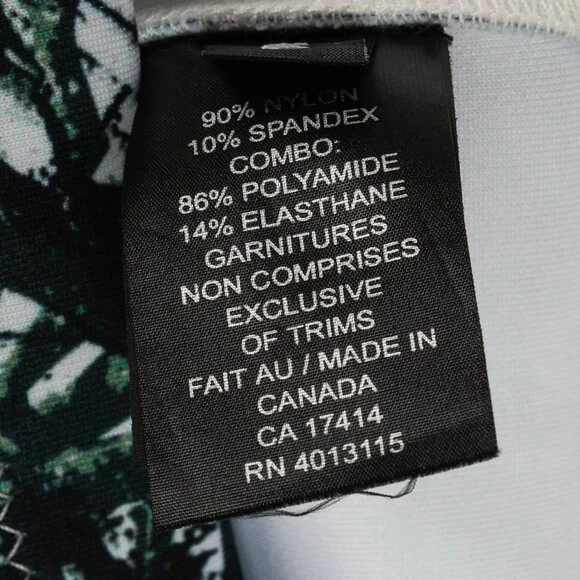 90% NYLON
10% SPANDEX
COMBO:
86% POLYAMIDE
14% ELASTHANE
GARNITURES
NON COMPRISES
EXCLUSIVE
OF TRIMS
FAIT AU / MADE IN
CANADA
CA 17414
RN 4013115